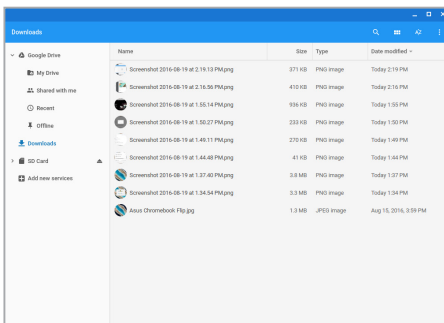 Downloads
Google Drive
My Drive
Shared with me
Recent
Offline
Downloads
SD Card
Add new services
Name Size Type Date modified
Screenshot 2016-08-19 at 2.19.13 PM.png 371 KB PNG image Today 2:19 PM
Screenshot 2016-08-19 at 2.16.56 PM.png 410 KB PNG image Today 2:16 PM
Screenshot 2016-08-19 at 1.55.14 PM.png 936 KB PNG image Today 1:55 PM
Screenshot 2016-08-19 at 1.50.27 PM.png 233 KB PNG image Today 1:50 PM
Screenshot 2016-08-19 at 1.49.11 PM.png 270 KB PNG image Today 1:49 PM
Screenshot 2016-08-19 at 1.44.48 PM.png 41 KB PNG image Today 1:44 PM
Screenshot 2016-08-19 at 1.37.40 PM.png 3.8 MB PNG image Today 1:37 PM
Screenshot 2016-08-19 at 1.34.54 PM.png 3.3 MB PNG image Today 1:34 PM
Asus Chromebook Flip.jpg 1.3 MB JPEG image Aug 15, 2016, 3:59 PM